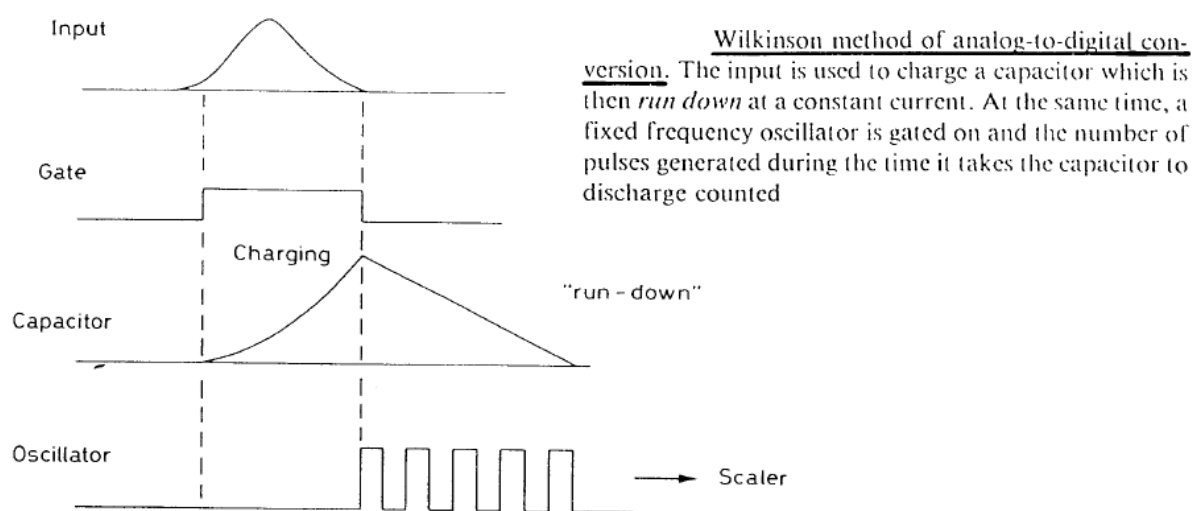 Input
Wilkinson method of analog-to-digital con-
version. The input is used to charge a capacitor which is
then run down at a constant current. At the same time, a
fixed frequency oscillator is gated on and the number of
pulses generated during the time it takes the capacitor to
discharge counted
Gate
Charging
"run-down"
Capacitor
Oscillator
Scaler